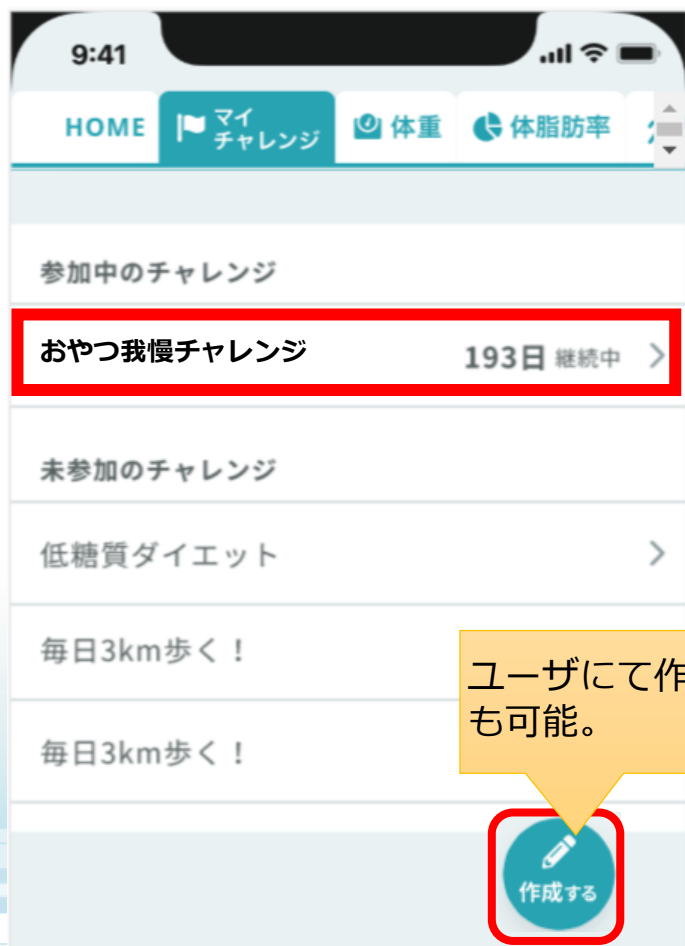 9:41
HOME
マイ
チャレンジ
体重
体脂肪率
参加中のチャレンジ
おやつ我慢チャレンジ 193日 継続中
未参加のチャレンジ
低糖質ダイエット
毎日3km歩く！
ユーザにて作
も可能。
毎日3km歩く！
作成する